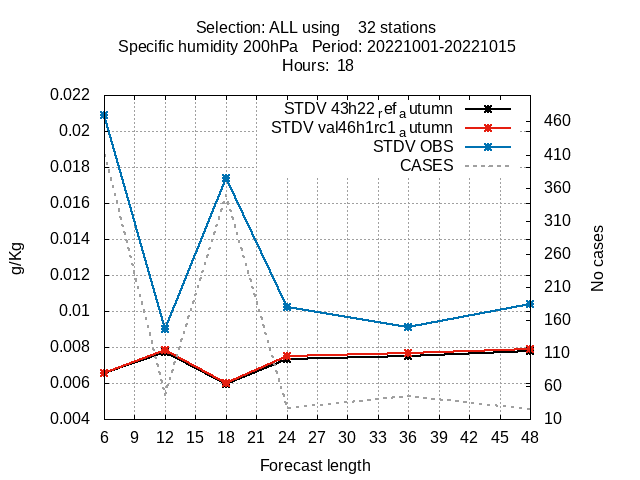 Selection: ALL using 32 stations
Specific humidity 200hPa Period: 20221001-20221015
Hours: 18
STDV 43h22ref autumn
STDV val46h1rc1autumn
STDV OBS
CASES
0.022
0.02
0.018
0.016
0.014
0.012
0.01
0.008
0.006
0.004
g/Kg
460
410
360
310
260
210
160
110
60
10
No cases
6 9 12 15 18 21 24 27 30 33 36 39 42 45 48
Forecast length